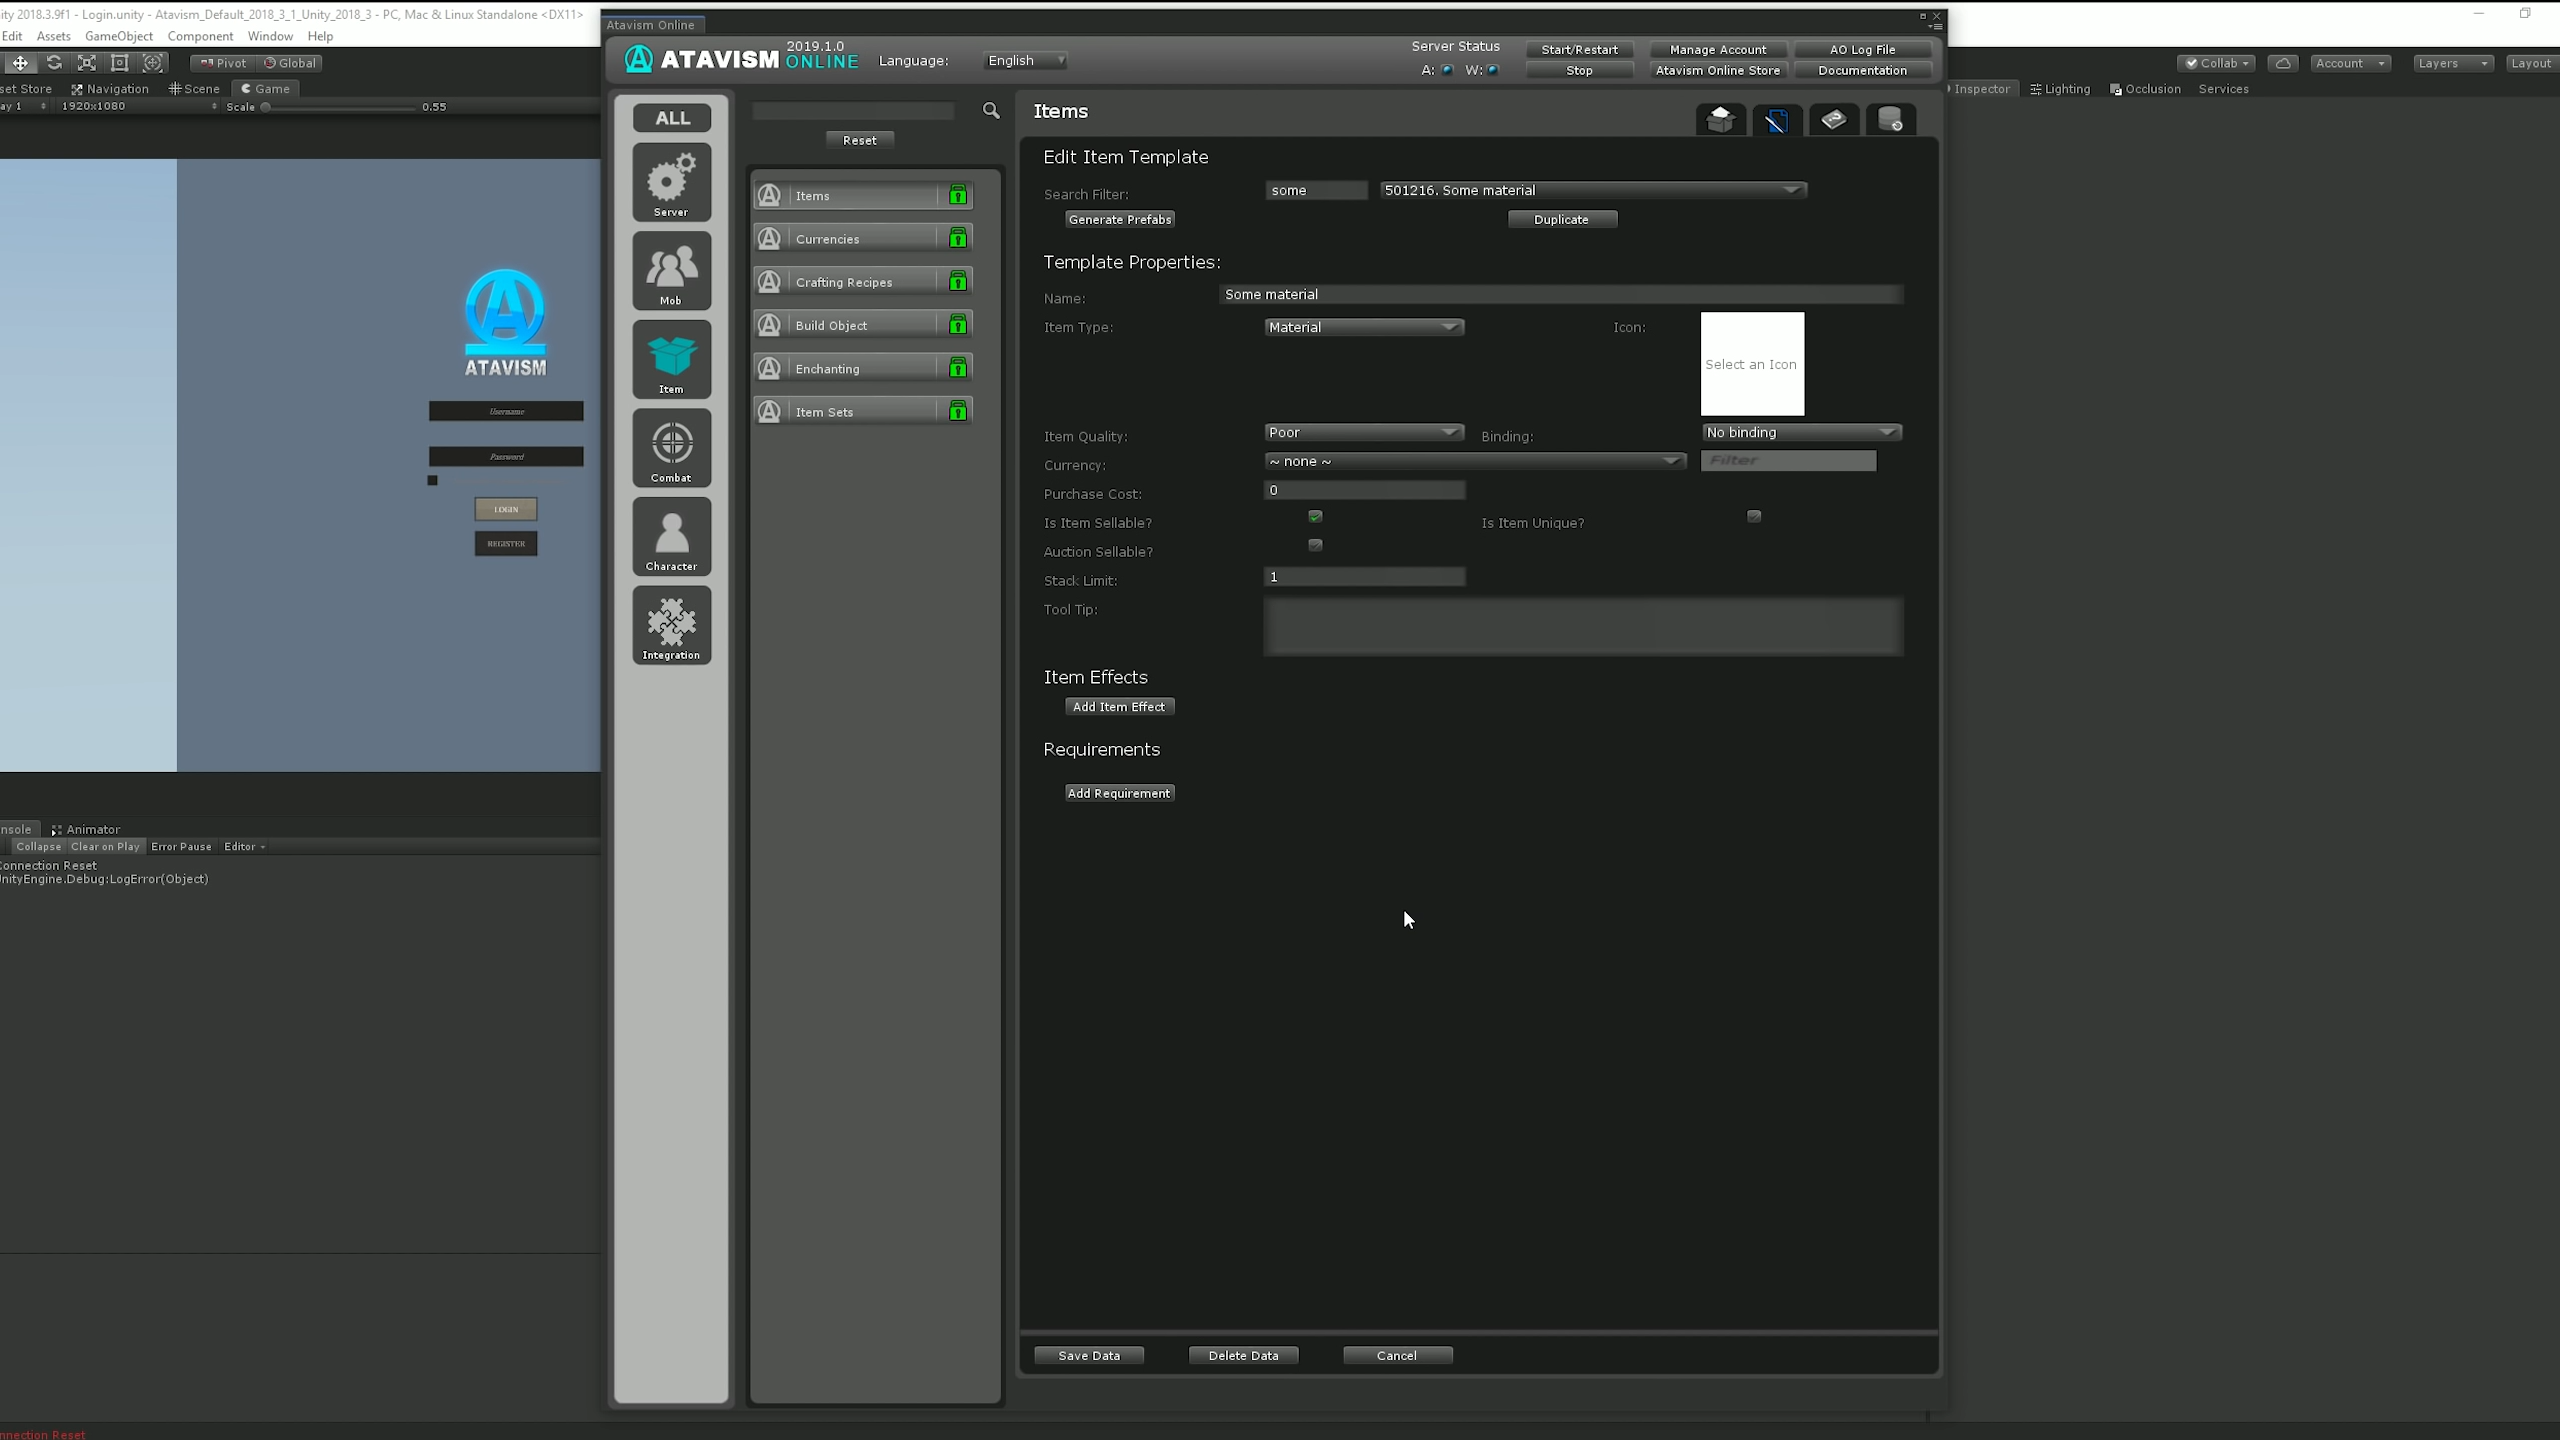 ity 2018.3.9f1 - Login.unity - Atavism_Default_2018_3_1_Unity_2018_3 - PC, Mac & Linux Standalone <DX11>
Edit Assets GameObject Component Window Help
Pivot Global
Collab Account Layers Layout
set Store Navigation Scene Game
ay 1 1920x1080 Scale 0.55
Inspector Lighting Occlusion Services
ATAVISM
Username
Password
LOGIN
REGISTER
nsole Animator
Collapse Clear on Play Error Pause Editor
onnection Reset
nityEngine.Debug:LogError(Object)
nnection Reset
Atavism Online
ATAVISM 2019.1.0 ONLINE
Language: English
Server Status
A: W:
Start/Restart Manage Account AO Log File
Stop Atavism Online Store Documentation
ALL
Server
Mob
Item
Combat
Character
Integration
Reset
Items
Currencies
Crafting Recipes
Build Object
Enchanting
Item Sets
Items
Edit Item Template
Search Filter: some 501216. Some material
Generate Prefabs Duplicate
Template Properties:
Name: Some material
Item Type: Material Icon:
Select an Icon
Item Quality: Poor Binding: No binding
Currency: ~ none ~ Filter
Purchase Cost: 0
Is Item Sellable? Is Item Unique?
Auction Sellable?
Stack Limit: 1
Tool Tip:
Item Effects
Add Item Effect
Requirements
Add Requirement
Save Data Delete Data Cancel